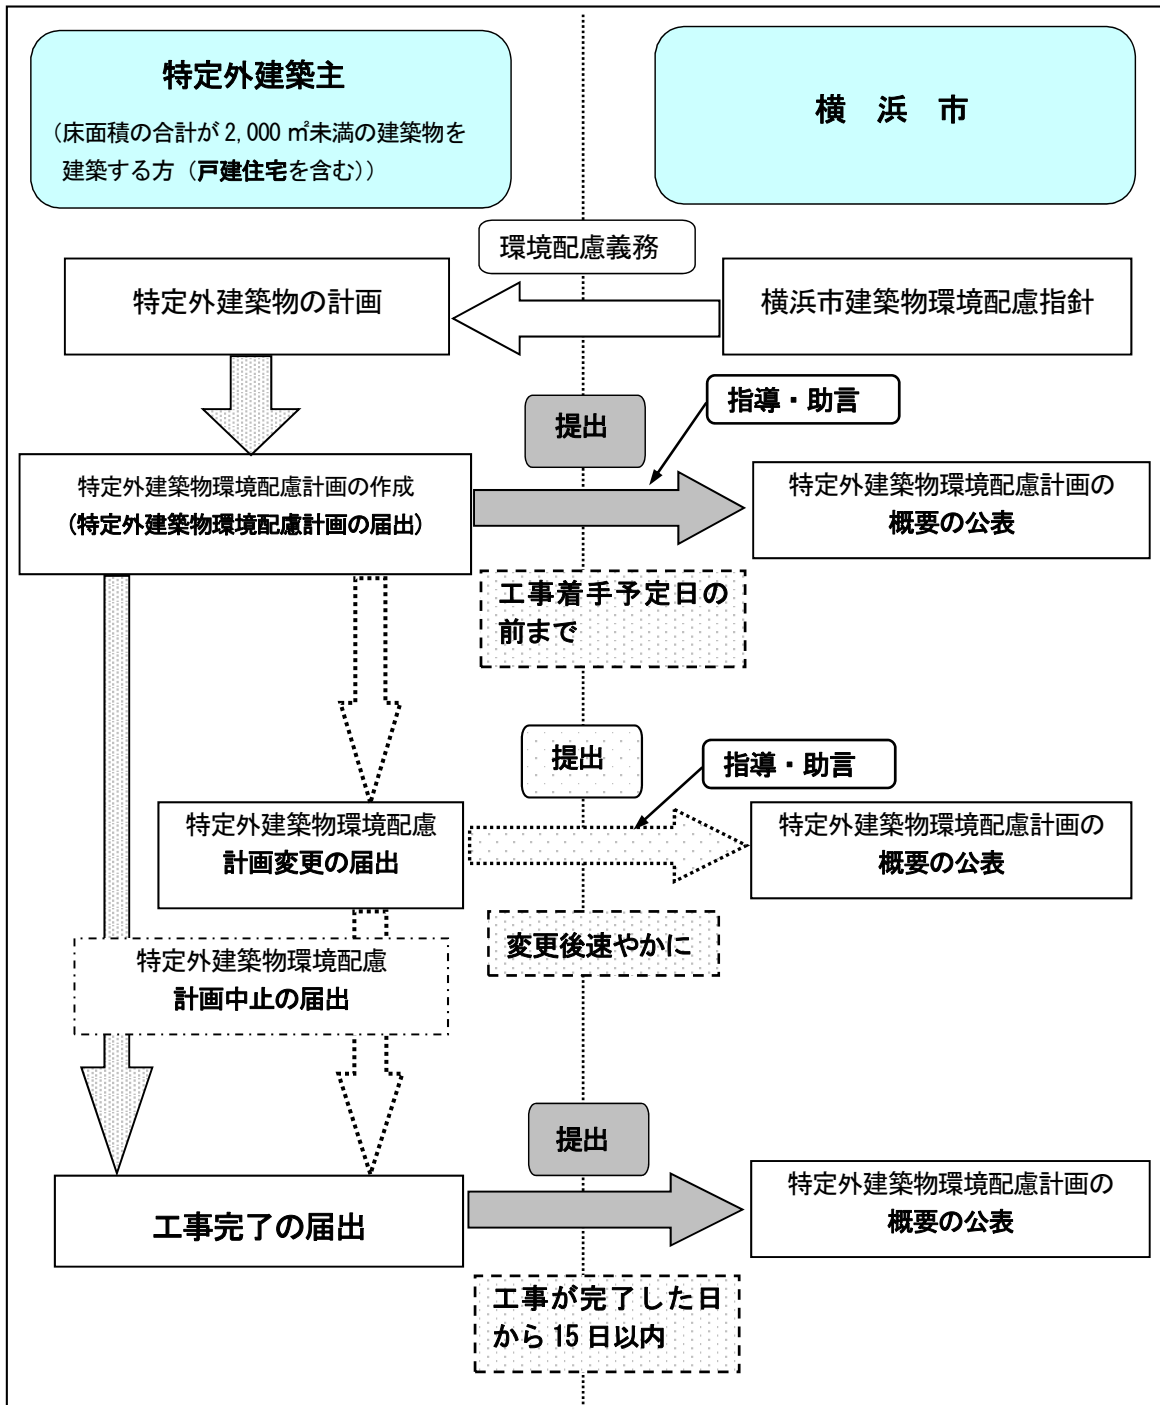 特定外建築主
（床面積の合計が 2,000 ㎡未満の建築物を
建築する方（戸建住宅を含む））
横　浜　市
環境配慮義務
特定外建築物の計画
横浜市建築物環境配慮指針
指導・助言
提出
特定外建築物環境配慮計画の作成
（特定外建築物環境配慮計画の届出）
特定外建築物環境配慮計画の
概要の公表
工事着手予定日の
前まで
提出
指導・助言
特定外建築物環境配慮
計画変更の届出
特定外建築物環境配慮計画の
概要の公表
変更後速やかに
特定外建築物環境配慮
計画中止の届出
提出
工事完了の届出
特定外建築物環境配慮計画の
概要の公表
工事が完了した日
から 15 日以内